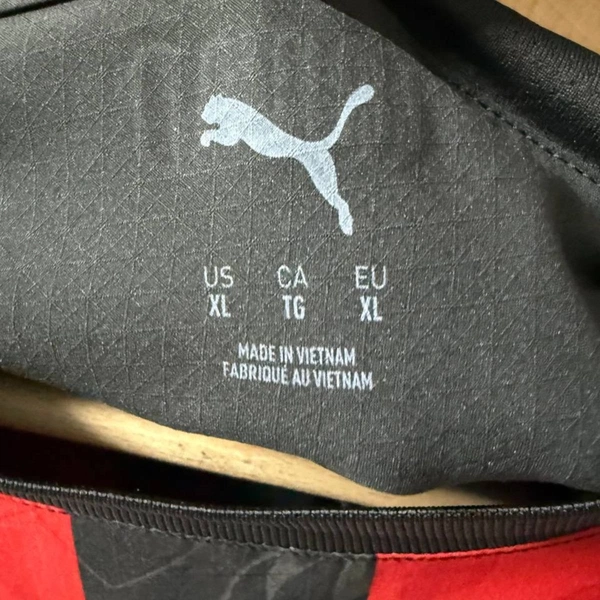 US CA EU
XL TG XL
MADE IN VIETNAM
FABRIQUÉ AU VIETNAM